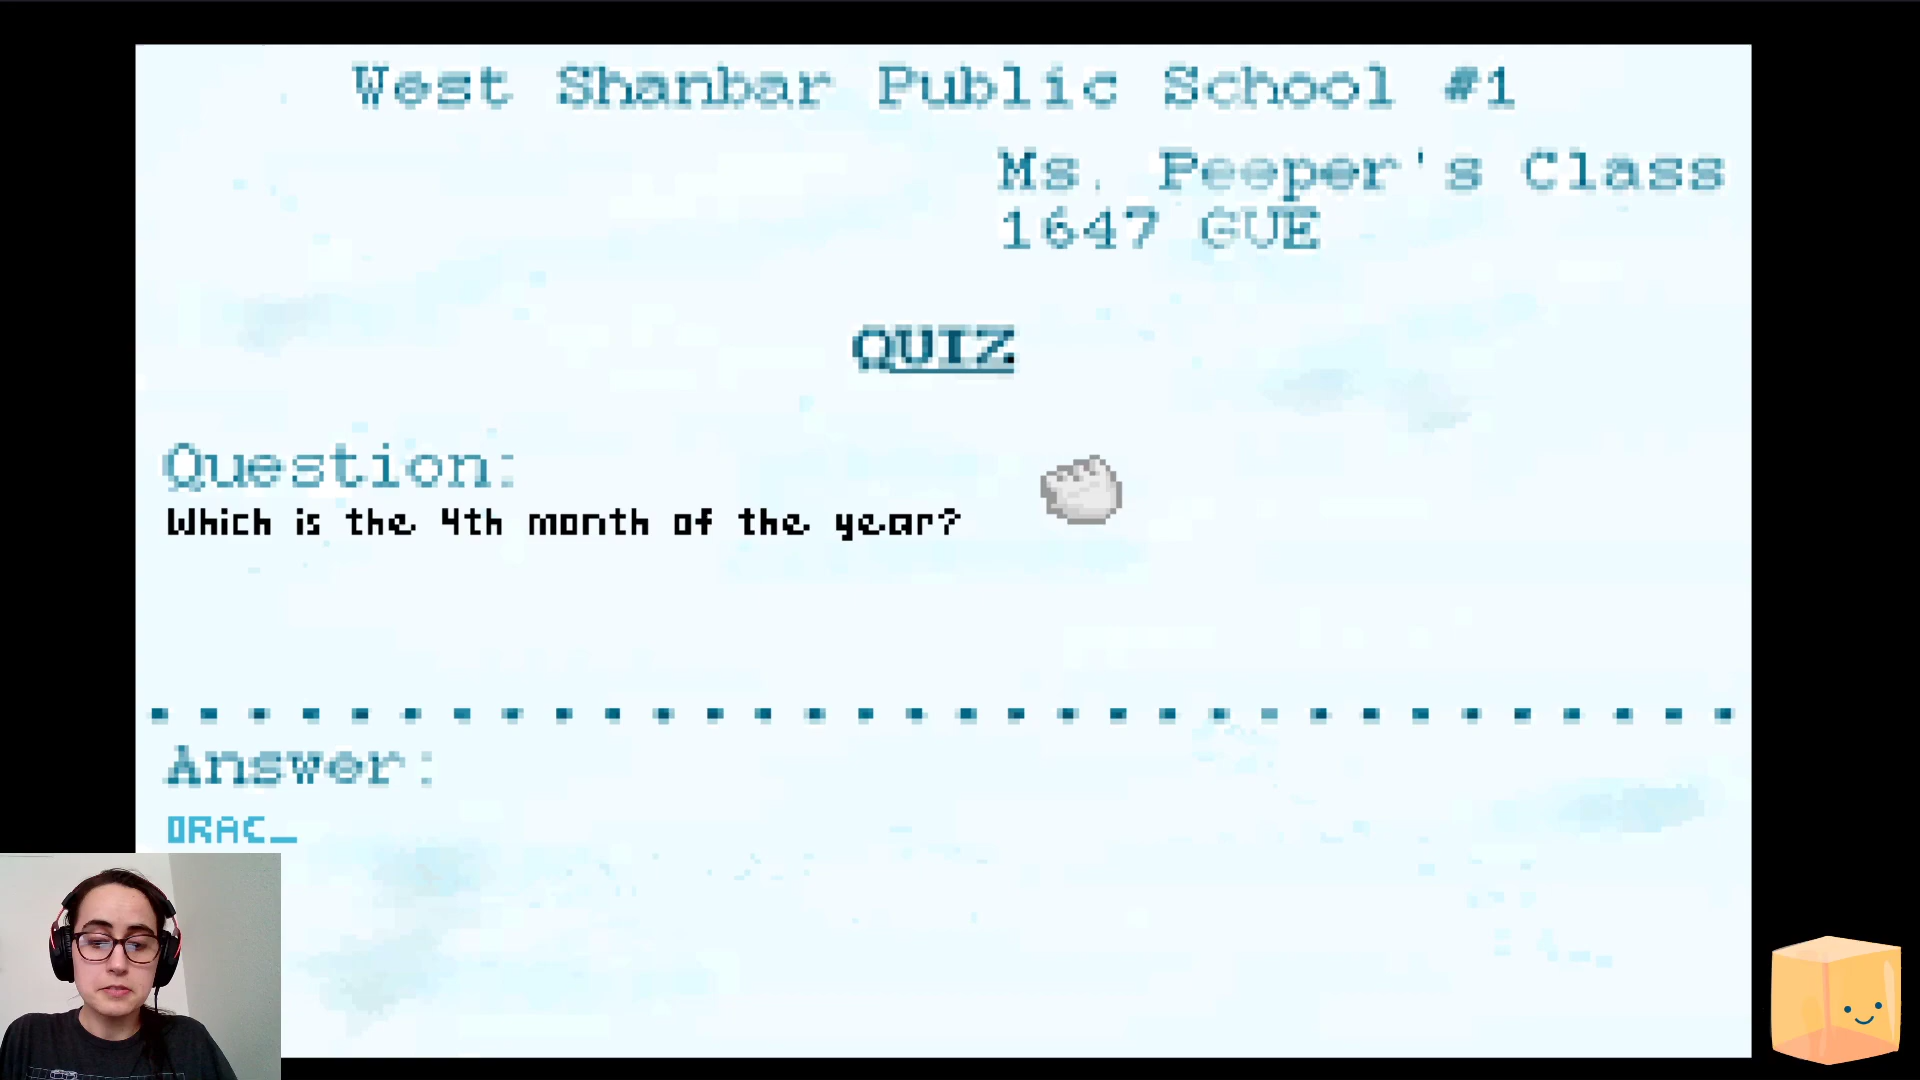 West Shanbar Public School #1
Ms. Peeper's Class
1647 GUE
QUIZ
Question:
Which is the 4th month of the year?
Answer:
ORAC_